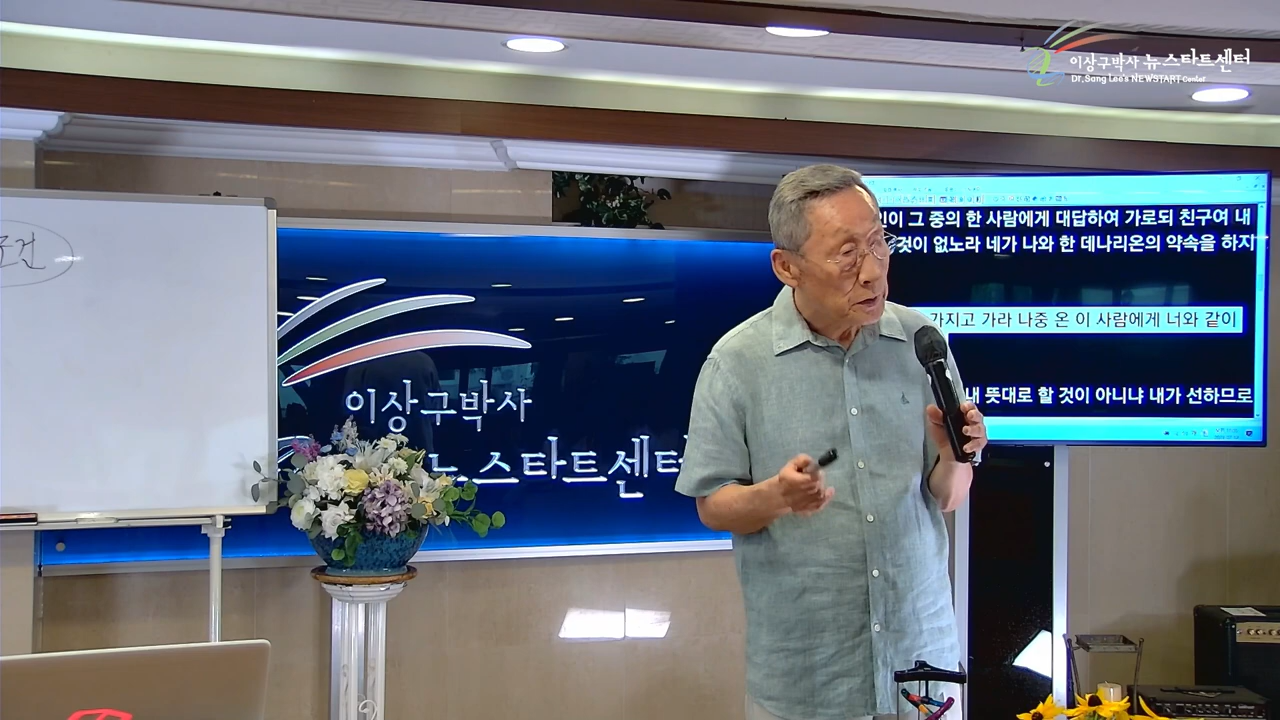 이상구박사 뉴스타트센터
Dr. Sang Lee's NEWSTART Center
조건
이 그 중의 한 사람에게 대답하여 가로되 친구여 내
것이 없노라 네가 나와 한 데나리온의 약속을 하지
가지고 가라 나중 온 이 사람에게 너와 같이
내 뜻대로 할 것이 아니냐 내가 선하므로
이상구박사
뉴스타트센터